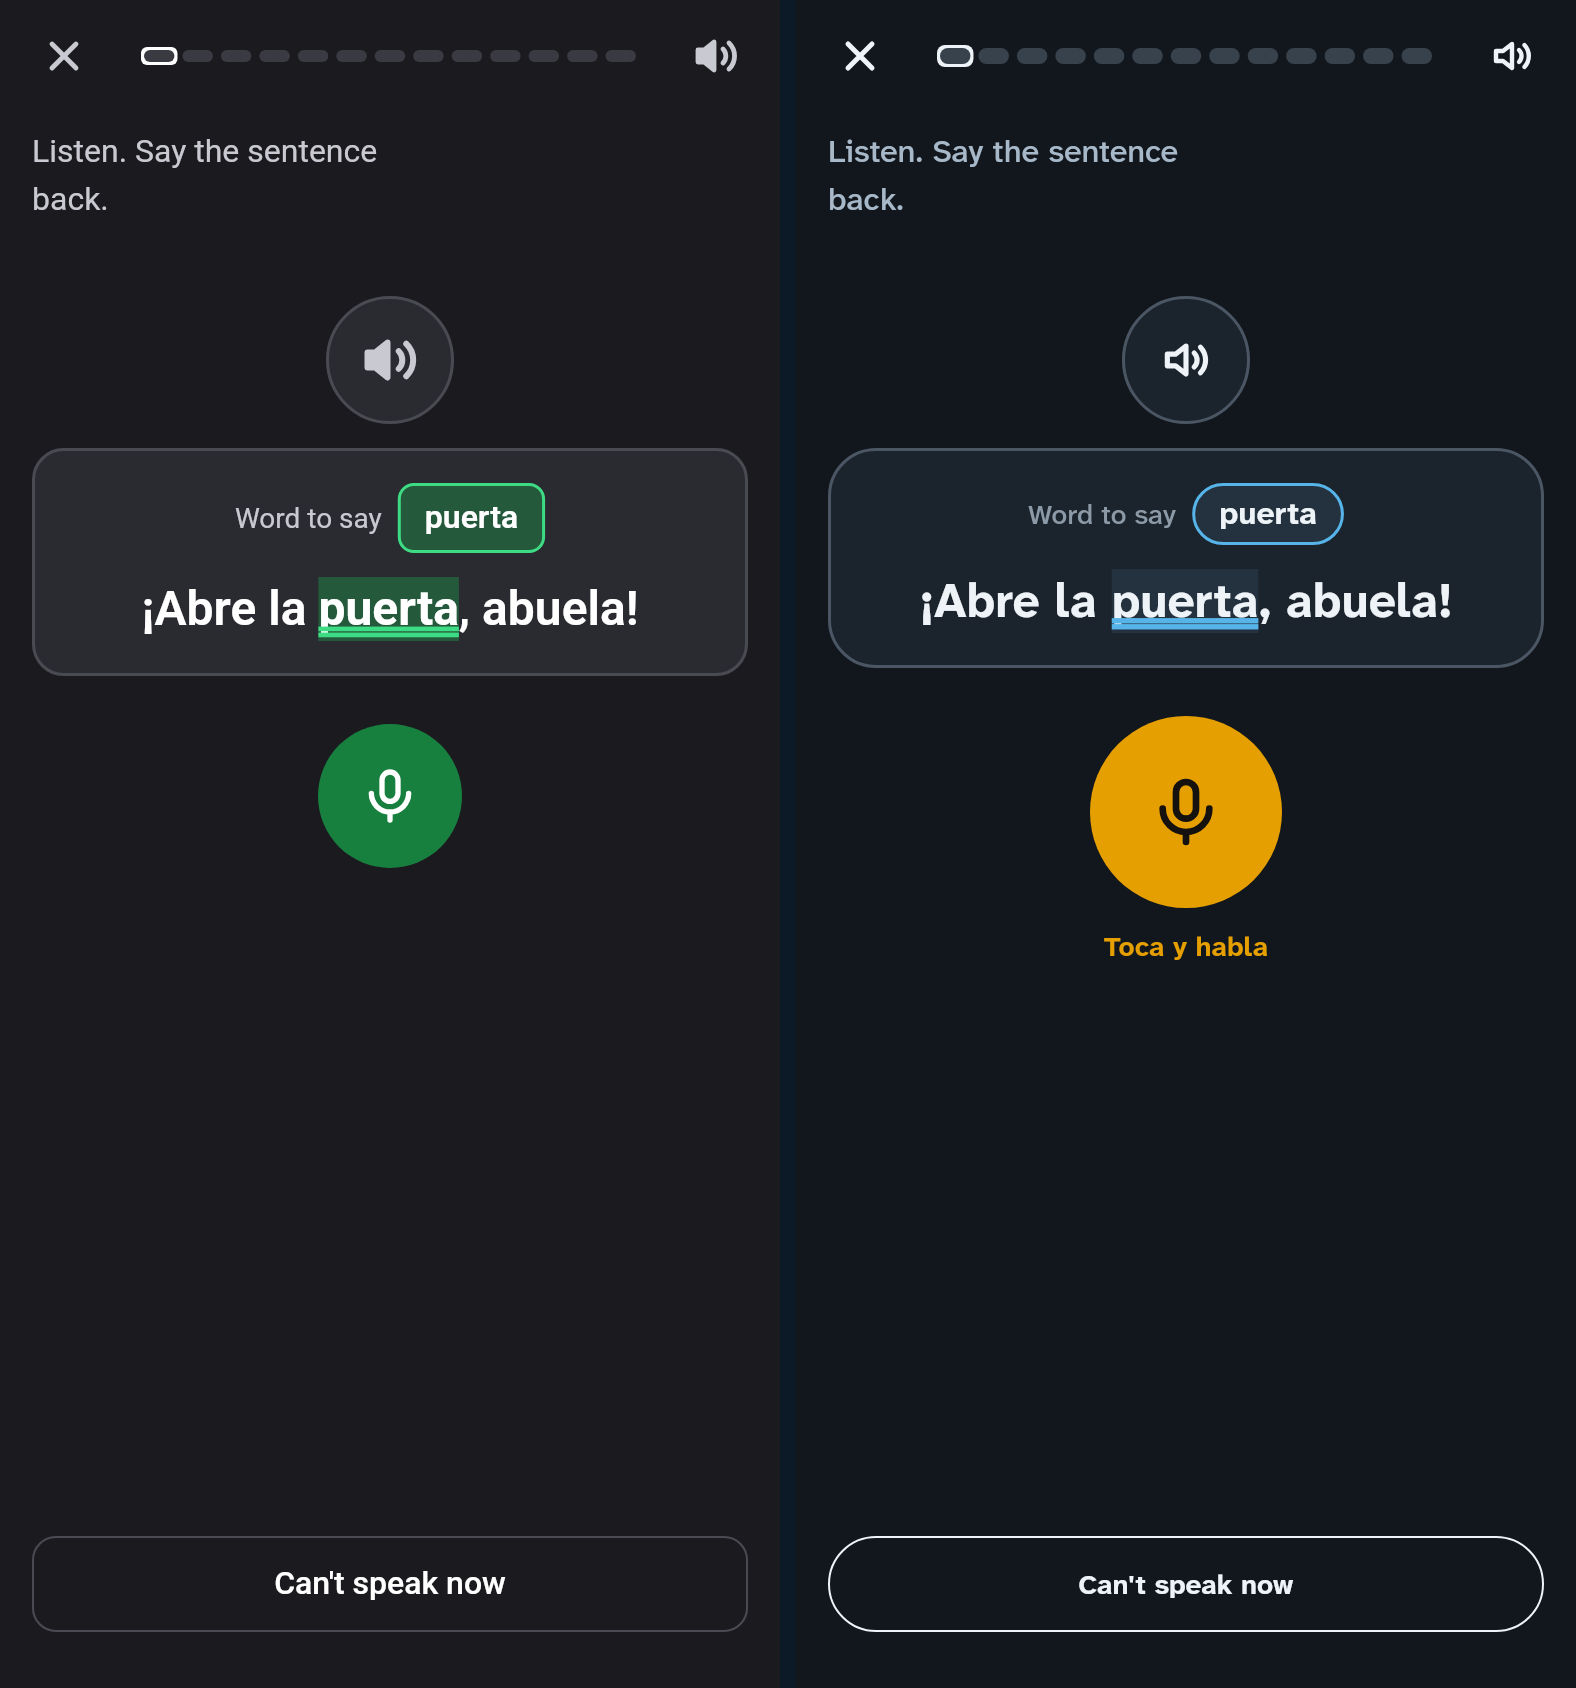 Listen. Say the sentence
back.
Word to say puerta
¡Abre la puerta, abuela!
Can't speak now
Listen. Say the sentence
back.
Word to say puerta
¡Abre la puerta, abuela!
Toca y habla
Can't speak now